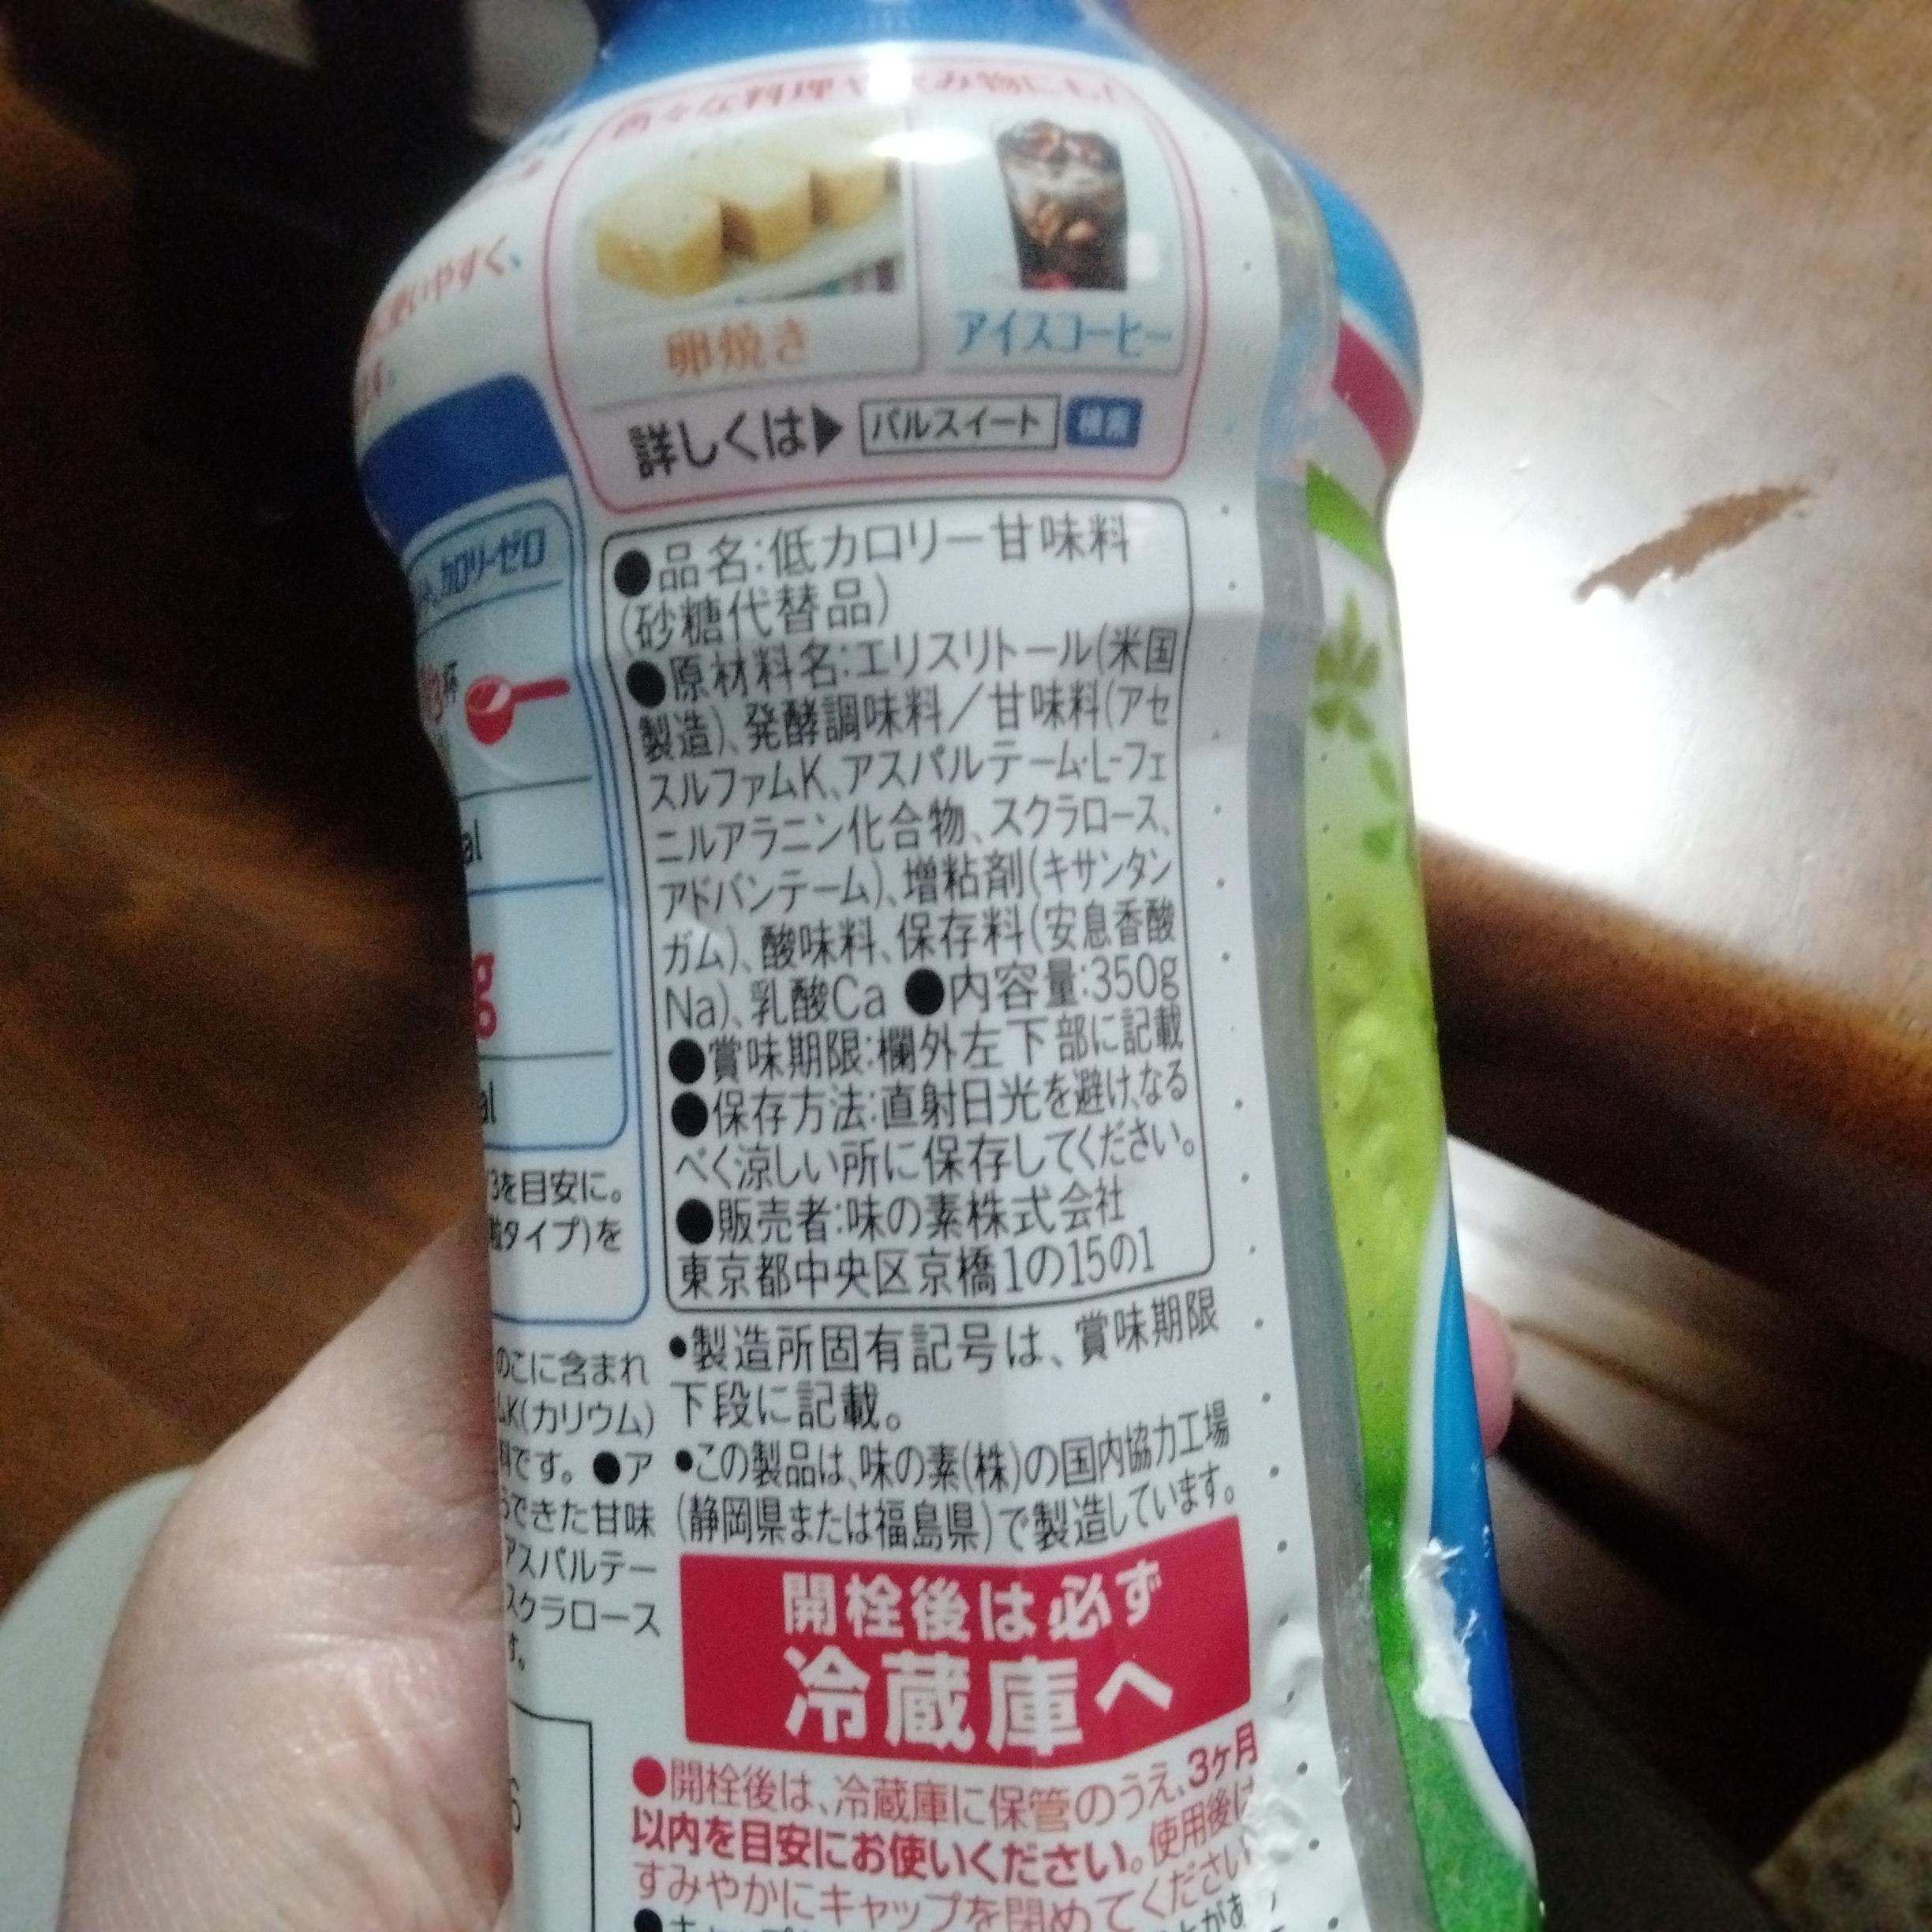 色々な料理や飲み物にも!
使いやすく、
卵焼き
アイスコーヒー
詳しくは▶ パルスイート 検索
カロリーゼロ
●品名:低カロリー甘味料
(砂糖代替品)
●原材料名:エリスリトール(米国
製造)、発酵調味料/甘味料(アセ
スルファムK、アスパルテーム・L-フェ
ニルアラニン化合物、スクラロース、
アドバンテーム)、増粘剤(キサンタン
ガム)、酸味料、保存料(安息香酸
Na)、乳酸Ca ●内容量:350g
●賞味期限:欄外左下部に記載
●保存方法:直射日光を避け、なる
べく涼しい所に保存してください。
●販売者:味の素株式会社
東京都中央区京橋1の15の1
•製造所固有記号は、賞味期限
下段に記載。
•この製品は、味の素(株)の国内協力工場
(静岡県または福島県)で製造しています。
開栓後は必ず
冷蔵庫へ
●開栓後は、冷蔵庫に保管のうえ、3ヶ月
以内を目安にお使いください。使用後は
すみやかにキャップを閉めてください
g
3を目安に。
タイプ)を
のこに含まれ
K(カリウム)
です。●ア
できた甘味
アスパルテー
スクラロース
す。